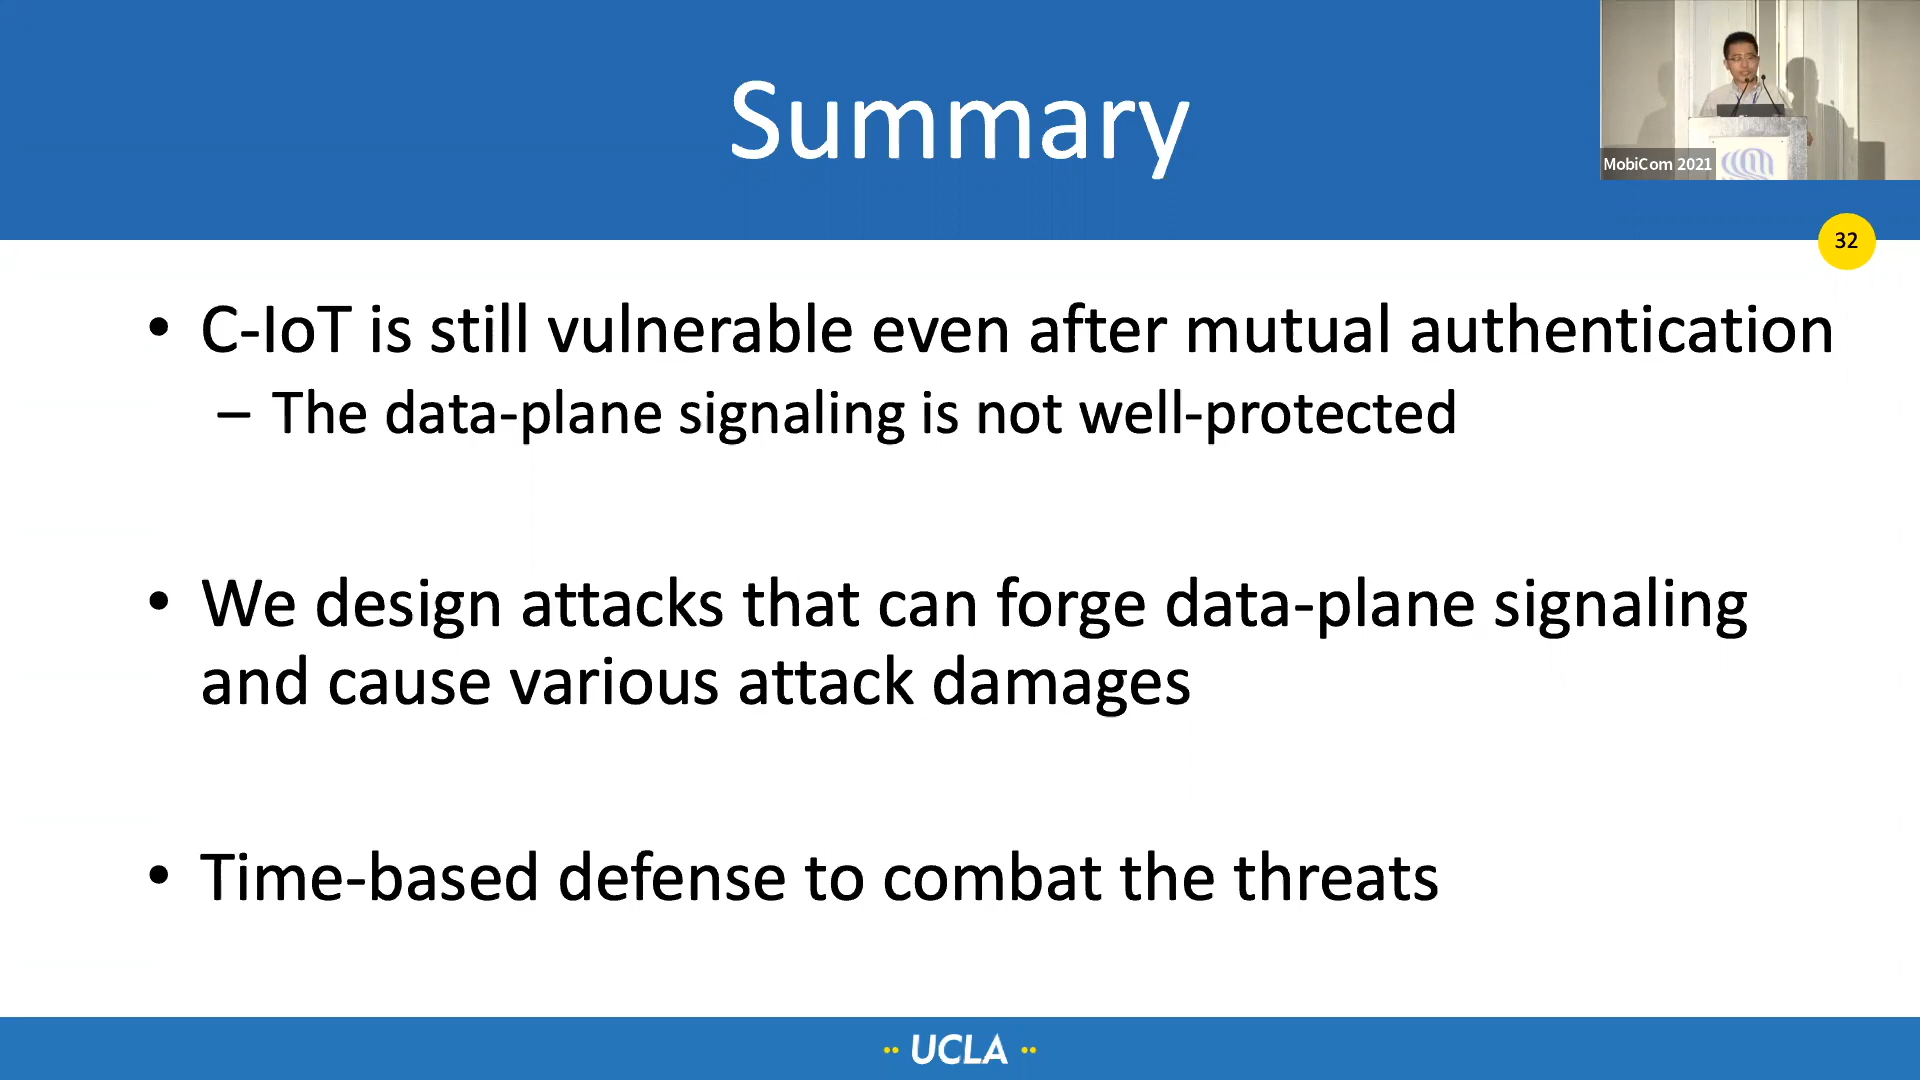 Summary
MobiCom 2021
32
• C-IoT is still vulnerable even after mutual authentication
– The data-plane signaling is not well-protected
• We design attacks that can forge data-plane signaling
and cause various attack damages
• Time-based defense to combat the threats
UCLA